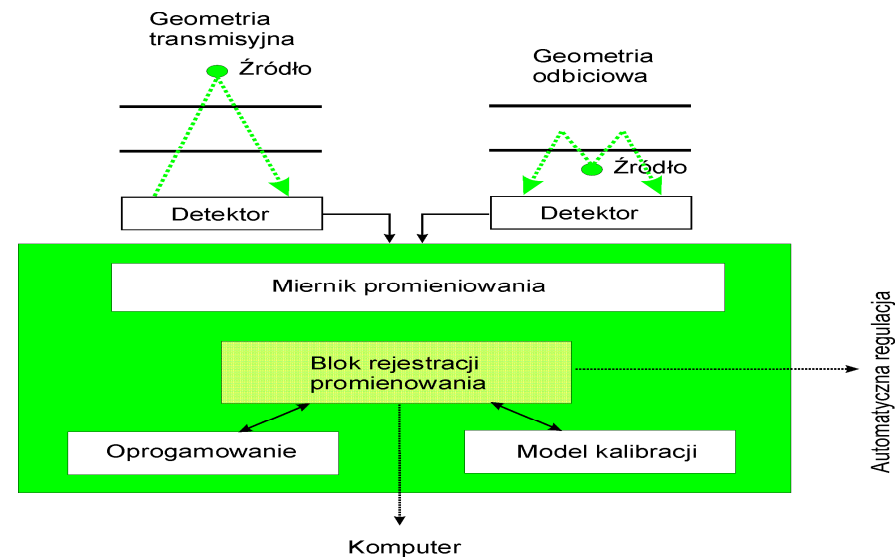 Geometria
transmisyjna
Źródło
Geometria
odbiciowa
Źródło
Detektor
Detektor
Miernik promieniowania
Blok rejestracji
promienowania
Oprogamowanie
Model kalibracji
Automatyczna regulacja
Komputer